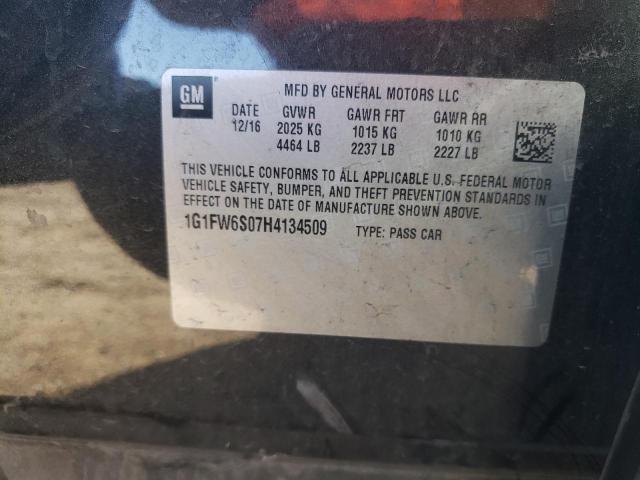 GM
MFD BY GENERAL MOTORS LLC
DATE GVWR GAWR FRT GAWR RR
12/16 2025 KG 1015 KG 1010 KG
4464 LB 2237 LB 2227 LB
THIS VEHICLE CONFORMS TO ALL APPLICABLE U.S. FEDERAL MOTOR
VEHICLE SAFETY, BUMPER, AND THEFT PREVENTION STANDARDS IN
EFFECT ON THE DATE OF MANUFACTURE SHOWN ABOVE.
1G1FW6S07H4134509 TYPE: PASS CAR